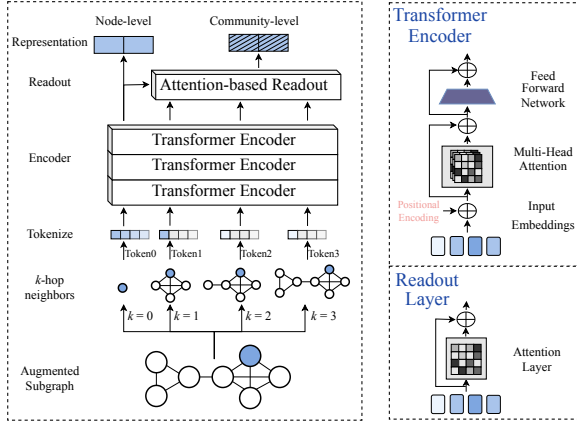 Node-level
Community-level
Representation
Readout
Attention-based Readout
Encoder
Transformer Encoder
Transformer Encoder
Transformer Encoder
Tokenize
Token0
Token1
Token2
Token3
k-hop
neighbors
k = 0
k = 1
k = 2
k = 3
Augmented
Subgraph
Transformer
Encoder
Feed
Forward
Network
Multi-Head
Attention
Positional
Encoding
Input
Embeddings
Readout
Layer
Attention
Layer